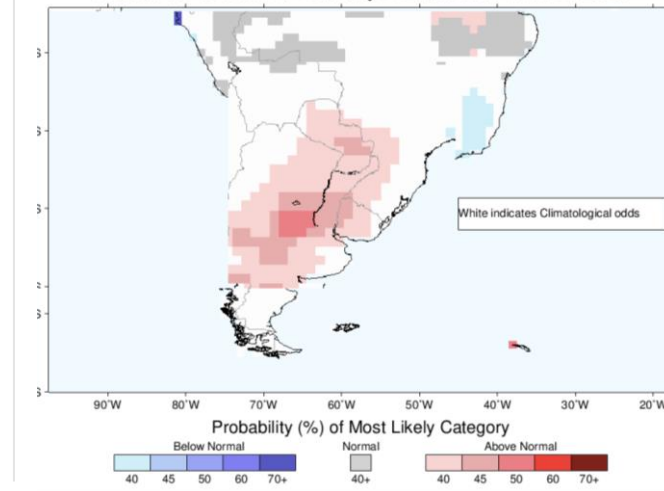 S
S
White indicates Climatological odds
S
S
S
S
90°W 80°W 70°W 60°W 50°W 40°W 30°W 20°W
Probability (%) of Most Likely Category
Below Normal Normal Above Normal
40 45 50 60 70+ 40+ 40 45 50 60 70+